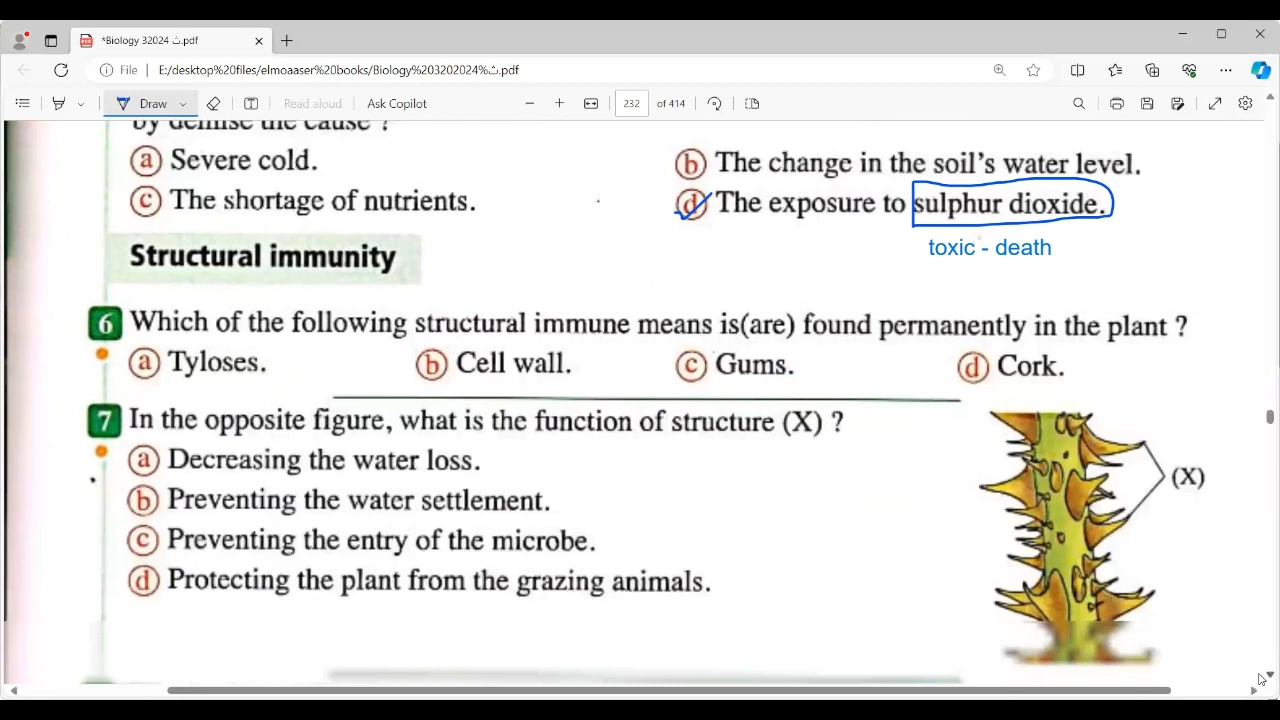 *Biology 32024 ث.pdf
File E:/desktop%20files/elmoaaser%20books/Biology%203202024%ث.pdf
Draw Read aloud Ask Copilot 232 of 414
by demise the cause ?
a Severe cold. b The change in the soil's water level.
c The shortage of nutrients. d The exposure to sulphur dioxide.
toxic - death
Structural immunity
6 Which of the following structural immune means is(are) found permanently in the plant ?
a Tyloses. b Cell wall. c Gums. d Cork.
7 In the opposite figure, what is the function of structure (X) ?
a Decreasing the water loss.
b Preventing the water settlement.
c Preventing the entry of the microbe.
d Protecting the plant from the grazing animals.
(X)